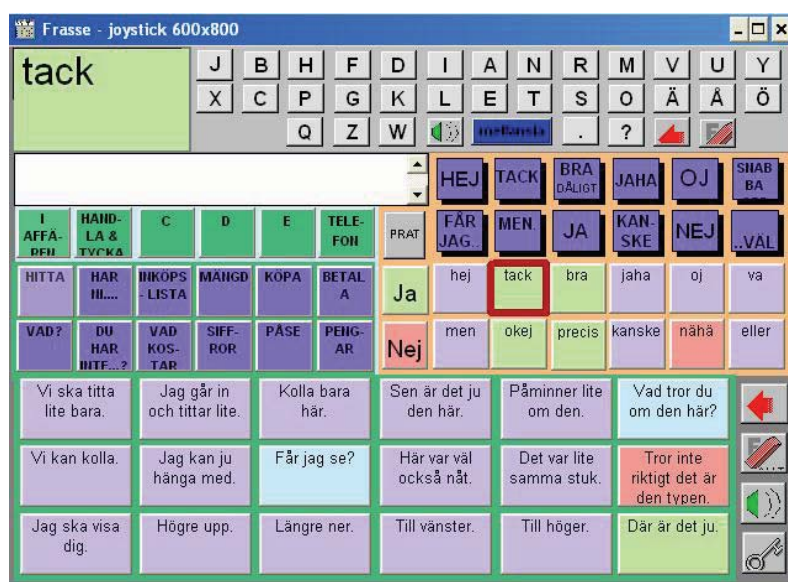 Frasse - joystick 600x800
tack
J B H F D I A N R M V U Y
X C P G K L E T S O Ä Å Ö
Q Z W mellansla . ?
HEJ TACK BRA DÅLIGT JAHA OJ SNAB BA
I AFFÄ- REN HAND- LA & TYCKA C D E TELE- FON PRAT FÅR JAG.. MEN. JA KAN- SKE NEJ ..VÄL
HITTA HAR NI.... INKÖPS - LISTA MÄNGD KÖPA BETAL A Ja hej tack bra jaha oj va
VAD? DU HAR INTE...? VAD KOS- TAR SIFF- ROR PÅSE PENG- AR Nej men okej precis kanske nähä eller
Vi ska titta lite bara. Jag går in och tittar lite. Kolla bara här. Sen är det ju den här. Påminner lite om den. Vad tror du om den här?
Vi kan kolla. Jag kan ju hänga med. Får jag se? Här var väl också nåt. Det var lite samma stuk. Tror inte riktigt det är den typen.
Jag ska visa dig. Högre upp. Längre ner. Till vänster. Till höger. Där är det ju.